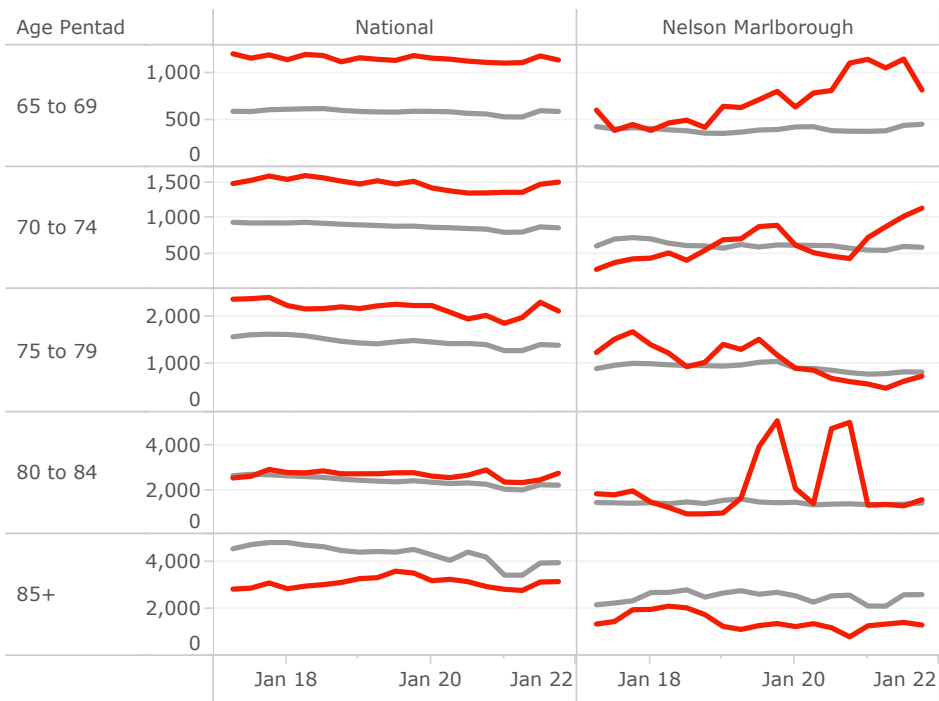 Age Pentad National Nelson Marlborough
65 to 69
1,000
500
0
70 to 74
1,500
1,000
500
75 to 79
2,000
1,000
0
80 to 84
4,000
2,000
0
85+
4,000
2,000
0
Jan 18 Jan 20 Jan 22 Jan 18 Jan 20 Jan 22